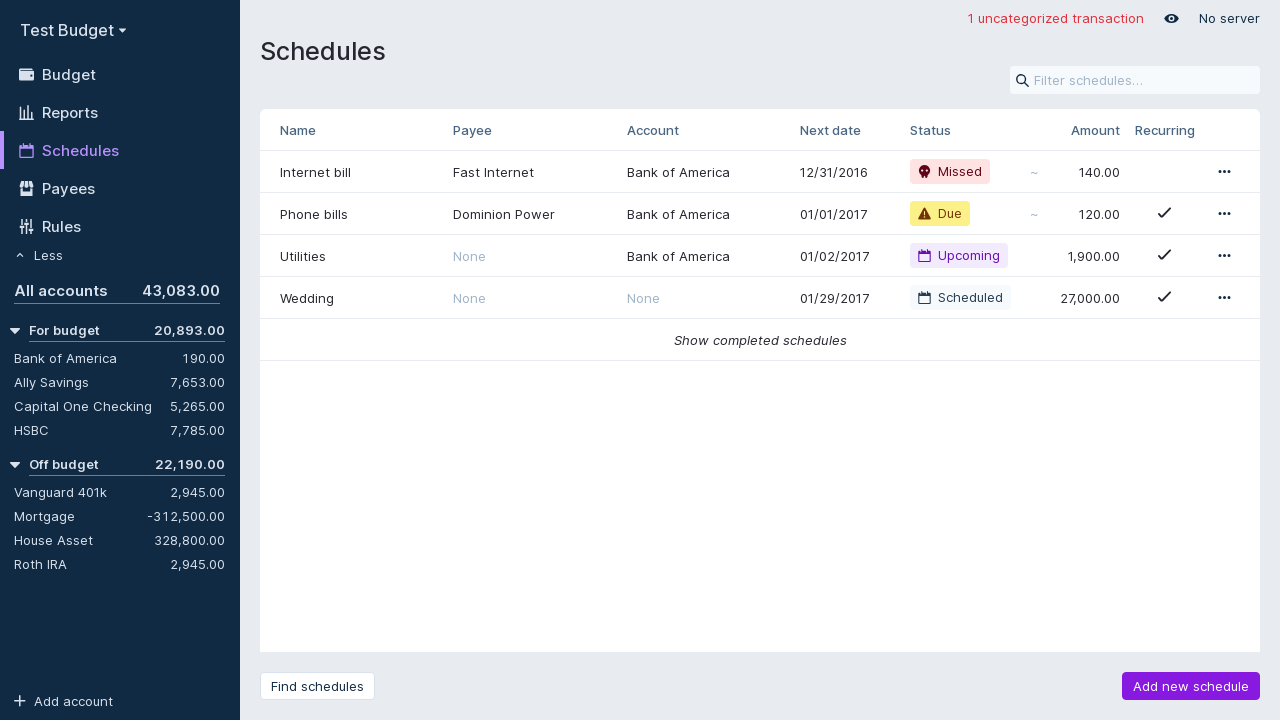 Test Budget
Budget
Reports
Schedules
Payees
Rules
Less
All accounts 43,083.00
For budget 20,893.00
Bank of America 190.00
Ally Savings 7,653.00
Capital One Checking 5,265.00
HSBC 7,785.00
Off budget 22,190.00
Vanguard 401k 2,945.00
Mortgage -312,500.00
House Asset 328,800.00
Roth IRA 2,945.00
Add account
1 uncategorized transaction No server
Schedules
Filter schedules...
Name Payee Account Next date Status Amount Recurring
Internet bill Fast Internet Bank of America 12/31/2016 Missed ~ 140.00
Phone bills Dominion Power Bank of America 01/01/2017 Due ~ 120.00
Utilities None Bank of America 01/02/2017 Upcoming 1,900.00
Wedding None None 01/29/2017 Scheduled 27,000.00
Show completed schedules
Find schedules Add new schedule